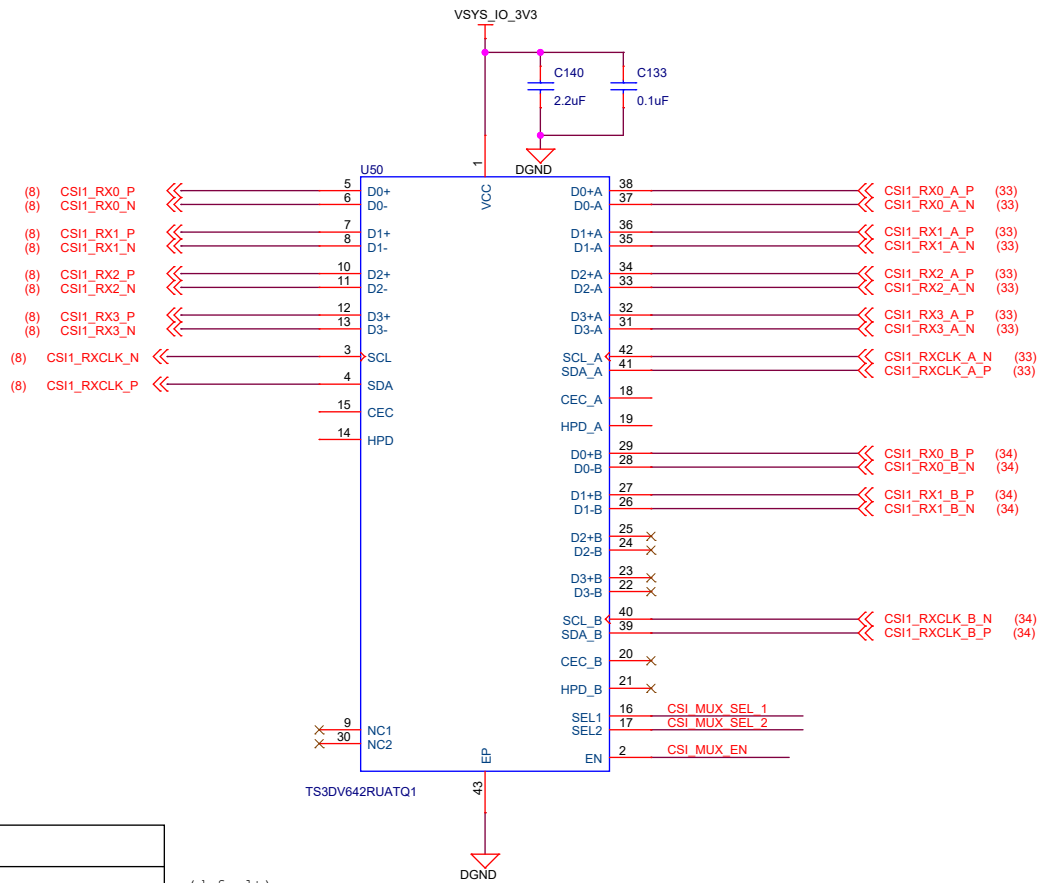 VSYS_IO_3V3
C140
C133
2.2uF
0.1uF
DGND
1
VCC
U50
(8) CSI1_RX0_P 5 D0+
(8) CSI1_RX0_N 6 D0-
(8) CSI1_RX1_P 7 D1+
(8) CSI1_RX1_N 8 D1-
(8) CSI1_RX2_P 10 D2+
(8) CSI1_RX2_N 11 D2-
(8) CSI1_RX3_P 12 D3+
(8) CSI1_RX3_N 13 D3-
(8) CSI1_RXCLK_N 3 SCL
(8) CSI1_RXCLK_P 4 SDA
15 CEC
14 HPD
9 NC1
30 NC2
D0+A 38 CSI1_RX0_A_P (33)
D0-A 37 CSI1_RX0_A_N (33)
D1+A 36 CSI1_RX1_A_P (33)
D1-A 35 CSI1_RX1_A_N (33)
D2+A 34 CSI1_RX2_A_P (33)
D2-A 33 CSI1_RX2_A_N (33)
D3+A 32 CSI1_RX3_A_P (33)
D3-A 31 CSI1_RX3_A_N (33)
SCL_A 42 CSI1_RXCLK_A_N (33)
SDA_A 41 CSI1_RXCLK_A_P (33)
CEC_A 18
HPD_A 19
D0+B 29 CSI1_RX0_B_P (34)
D0-B 28 CSI1_RX0_B_N (34)
D1+B 27 CSI1_RX1_B_P (34)
D1-B 26 CSI1_RX1_B_N (34)
D2+B 25
D2-B 24
D3+B 23
D3-B 22
SCL_B 40 CSI1_RXCLK_B_N (34)
SDA_B 39 CSI1_RXCLK_B_P (34)
CEC_B 20
HPD_B 21
SEL1 16 CSI_MUX_SEL_1
SEL2 17 CSI_MUX_SEL_2
EN 2 CSI_MUX_EN
EP
43
TS3DV642RUATQ1
DGND